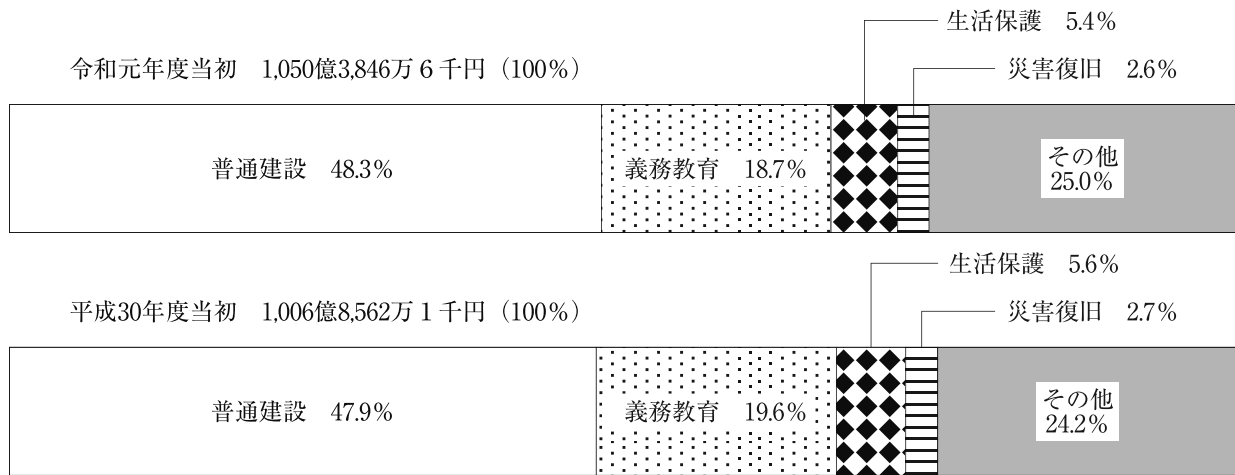 生活保護 5.4%
令和元年度当初 1,050億3,846万6千円（100%）
災害復旧 2.6%
普通建設 48.3%
義務教育 18.7%
その他
25.0%
生活保護 5.6%
平成30年度当初 1,006億8,562万1千円（100%）
災害復旧 2.7%
普通建設 47.9%
義務教育 19.6%
その他
24.2%